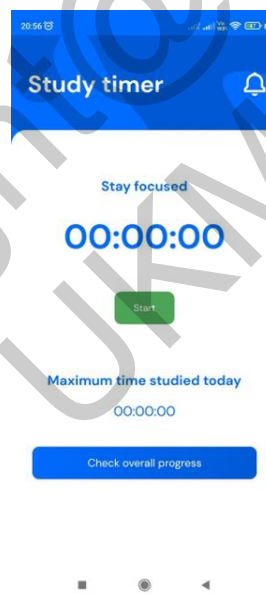 20:56
Study timer
Stay focused
00:00:00
Start
Maximum time studied today
00:00:00
Check overall progress